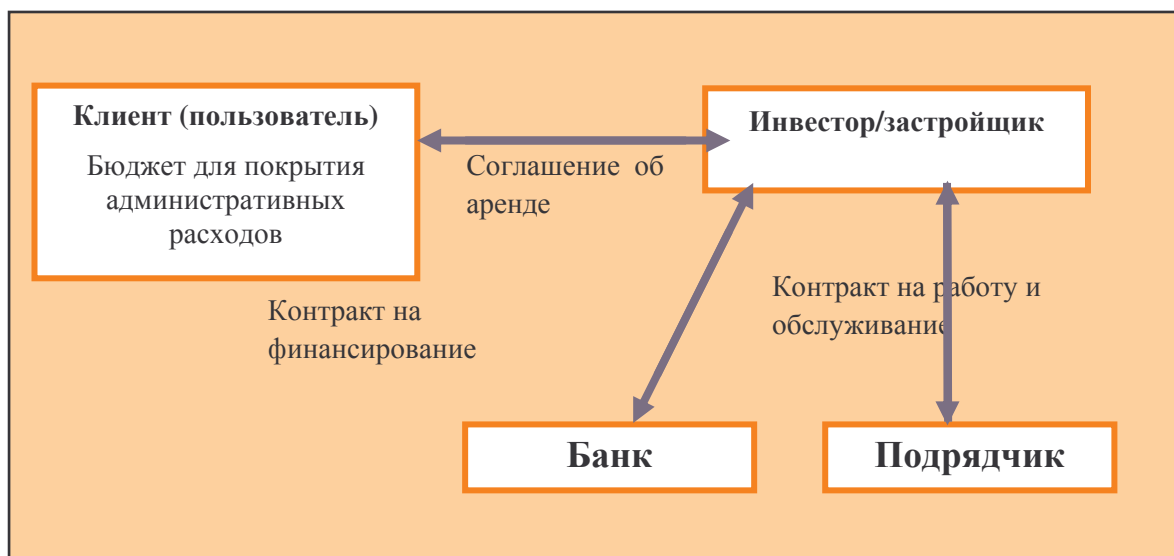 Клиент (пользователь)
Бюджет для покрытия
административных
расходов
Соглашение об
аренде
Инвестор/застройщик
Контракт на
финансирование
Контракт на работу и
обслуживание
Банк
Подрядчик